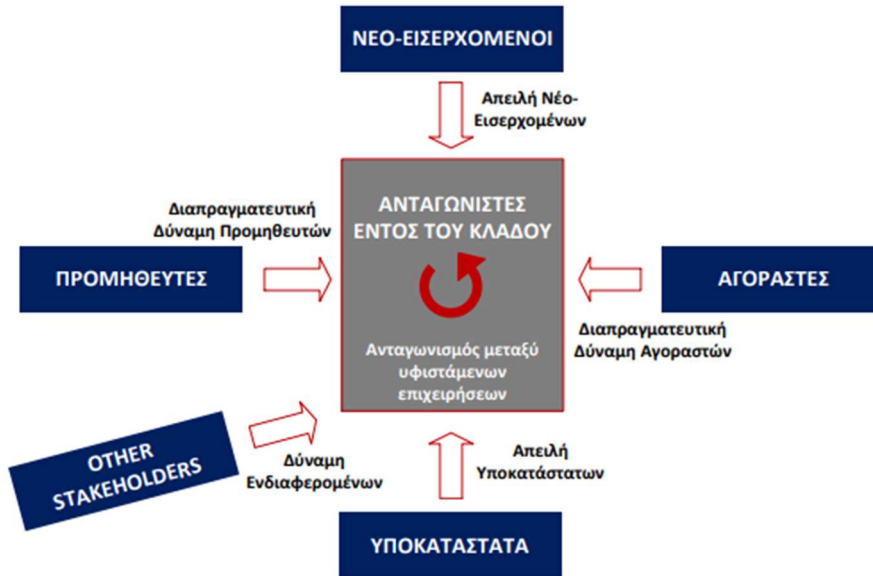 ΝΕΟ-ΕΙΣΕΡΧΟΜΕΝΟΙ
Απειλή Νέο-
Εισερχομένων
Διαπραγματευτική
Δύναμη Προμηθευτών
ΠΡΟΜΗΘΕΥΤΕΣ
ΑΝΤΑΓΩΝΙΣΤΕΣ
ΕΝΤΟΣ ΤΟΥ ΚΛΑΔΟΥ
Ανταγωνισμός μεταξύ
υφιστάμενων
επιχειρήσεων
ΑΓΟΡΑΣΤΕΣ
Διαπραγματευτική
Δύναμη Αγοραστών
OTHER
STAKEHOLDERS
Δύναμη
Ενδιαφερομένων
Απειλή
Υποκατάστατων
ΥΠΟΚΑΤΑΣΤΑΤΑ